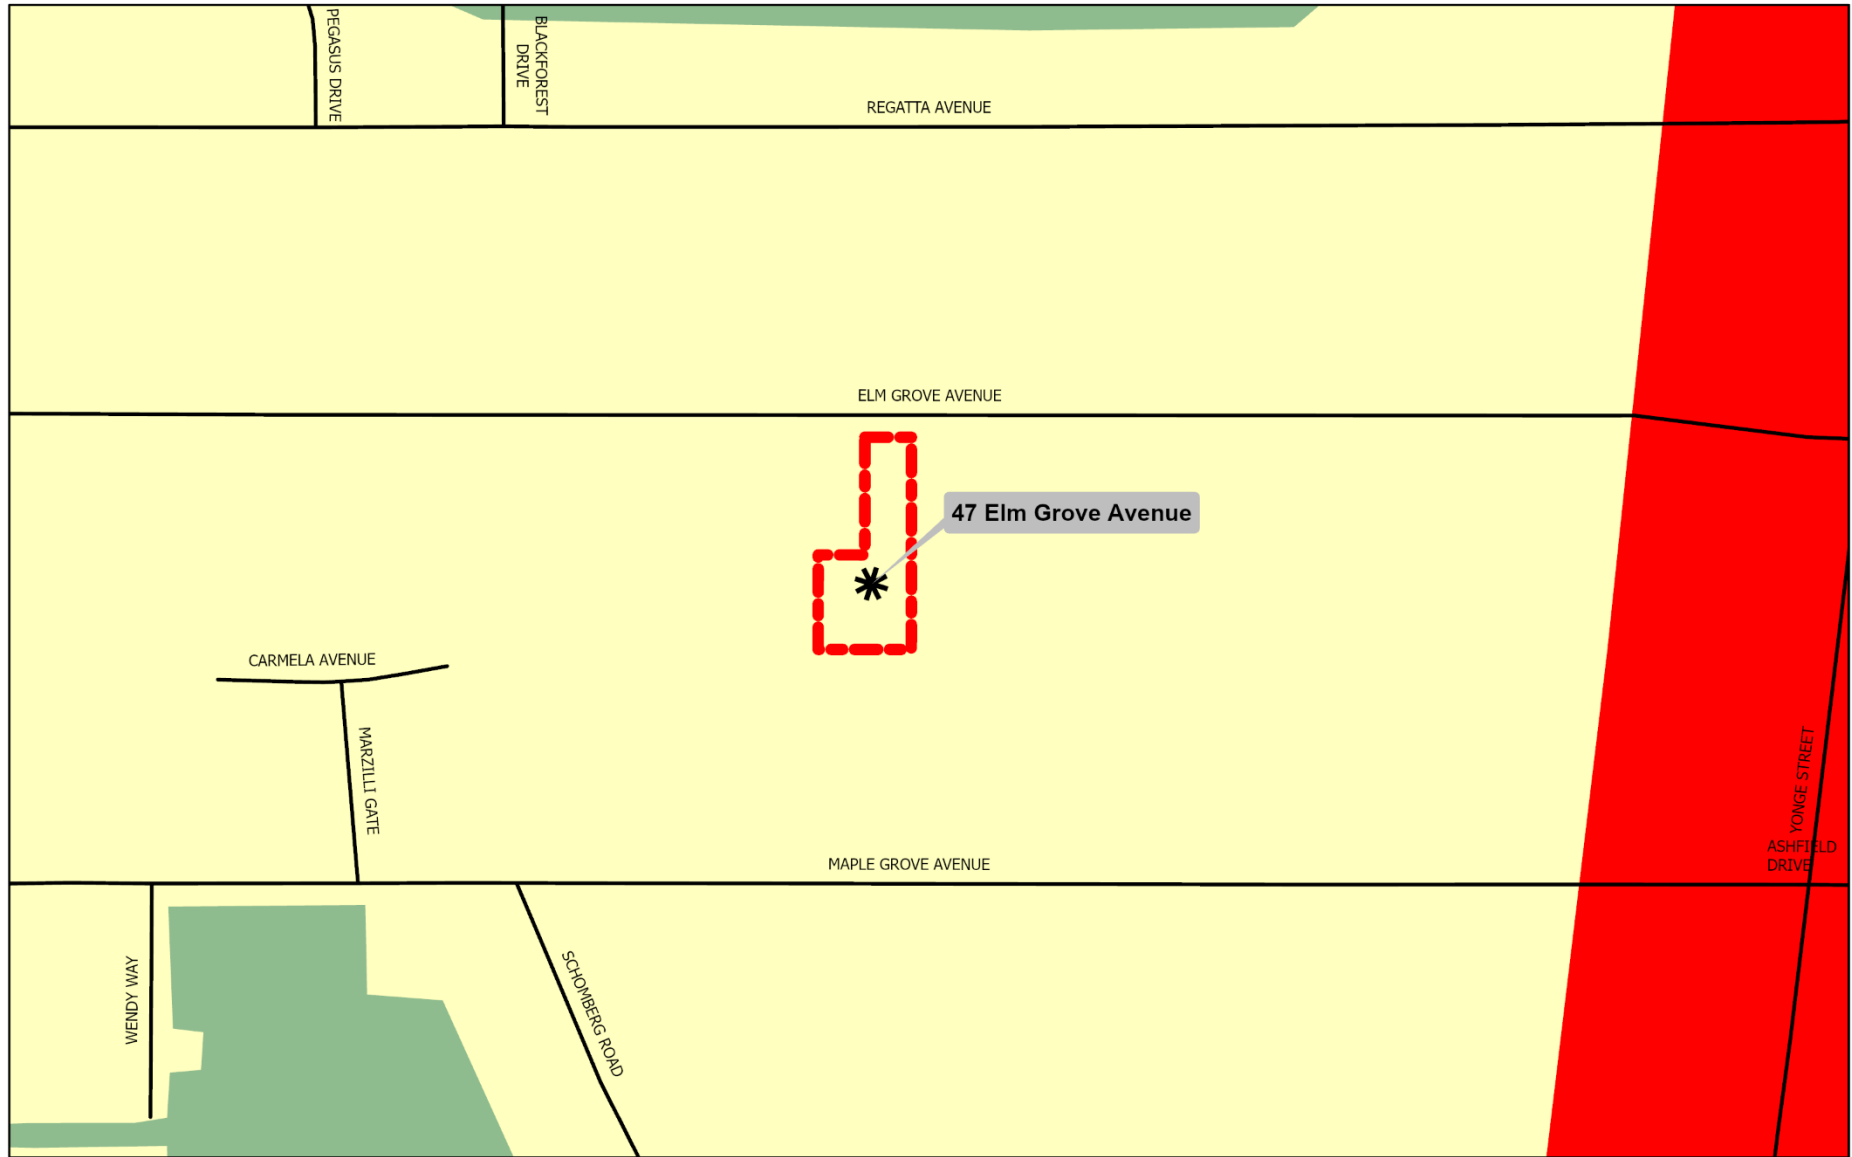 PEGASUS DRIVE
BLACKFOREST
DRIVE
REGATTA AVENUE
ELM GROVE AVENUE
47 Elm Grove Avenue
CARMELA AVENUE
MARZILLI GATE
YONGE STREET
ASHFIELD
DRIVE
MAPLE GROVE AVENUE
WENDY WAY
SCHOMBERG ROAD